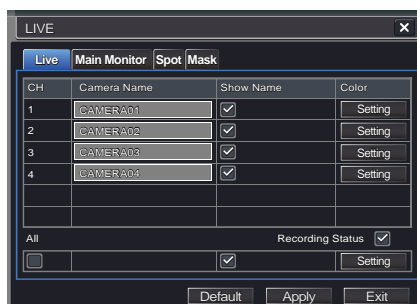 LIVE
Live Main Monitor Spot Mask
CH Camera Name Show Name Color
1 CAMERA01 Setting
2 CAMERA02 Setting
3 CAMERA03 Setting
4 CAMERA04 Setting
All Recording Status
Setting
Default Apply Exit